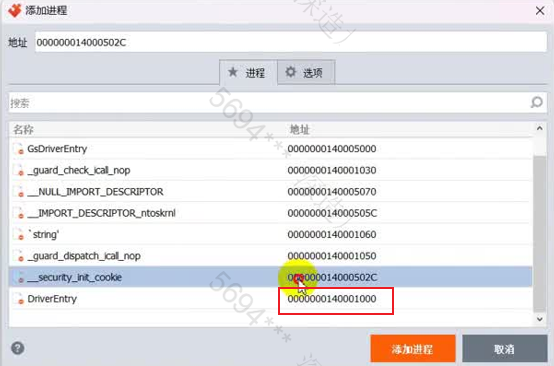 添加进程
地址 000000014000502C
进程 选项
搜索
名称 地址
GsDriverEntry 0000000140005000
_guard_check_icall_nop 0000000140001030
__NULL_IMPORT_DESCRIPTOR 0000000140005070
__IMPORT_DESCRIPTOR_ntoskrnl 000000014000505C
`string' 0000000140001060
_guard_dispatch_icall_nop 0000000140001050
__security_init_cookie 000000014000502C
DriverEntry 0000000140001000
添加进程 取消
5694***
5694***